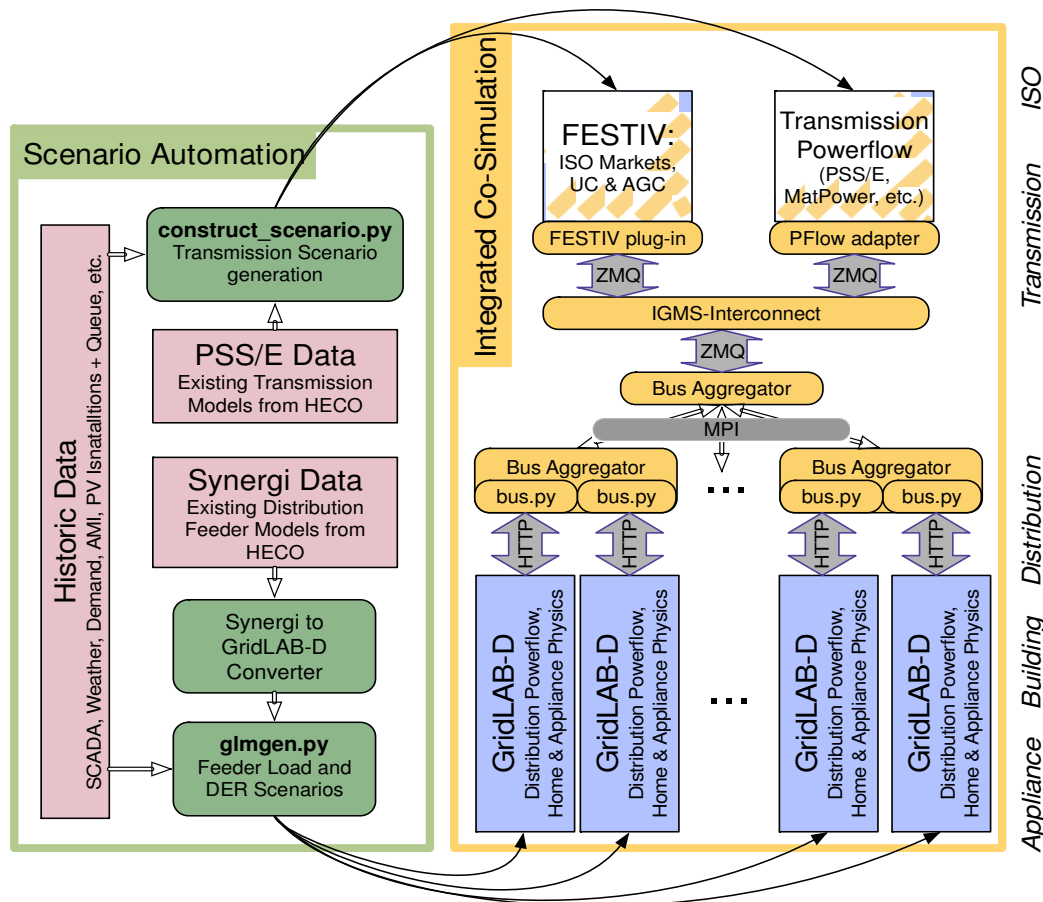 Scenario Automation
Historic Data
SCADA, Weather, Demand, AMI, PV Isnatalltions + Queue, etc.
construct_scenario.py
Transmission Scenario
generation
PSS/E Data
Existing Transmission
Models from HECO
Synergi Data
Existing Distribution
Feeder Models from
HECO
Synergi to
GridLAB-D
Converter
glmgen.py
Feeder Load and
DER Scenarios
Integrated Co-Simulation
FESTIV:
ISO Markets,
UC & AGC
FESTIV plug-in
Transmission
Powerflow
(PSS/E,
MatPower, etc.)
PFlow adapter
ZMQ
ZMQ
IGMS-Interconnect
ZMQ
Bus Aggregator
MPI
Bus Aggregator
bus.py
bus.py
...
Bus Aggregator
bus.py
bus.py
HTTP
HTTP
HTTP
HTTP
GridLAB-D
Distribution Powerflow,
Home & Appliance Physics
GridLAB-D
Distribution Powerflow,
Home & Appliance Physics
...
GridLAB-D
Distribution Powerflow,
Home & Appliance Physics
GridLAB-D
Distribution Powerflow,
Home & Appliance Physics
ISO
Transmission
Distribution
Building
Appliance